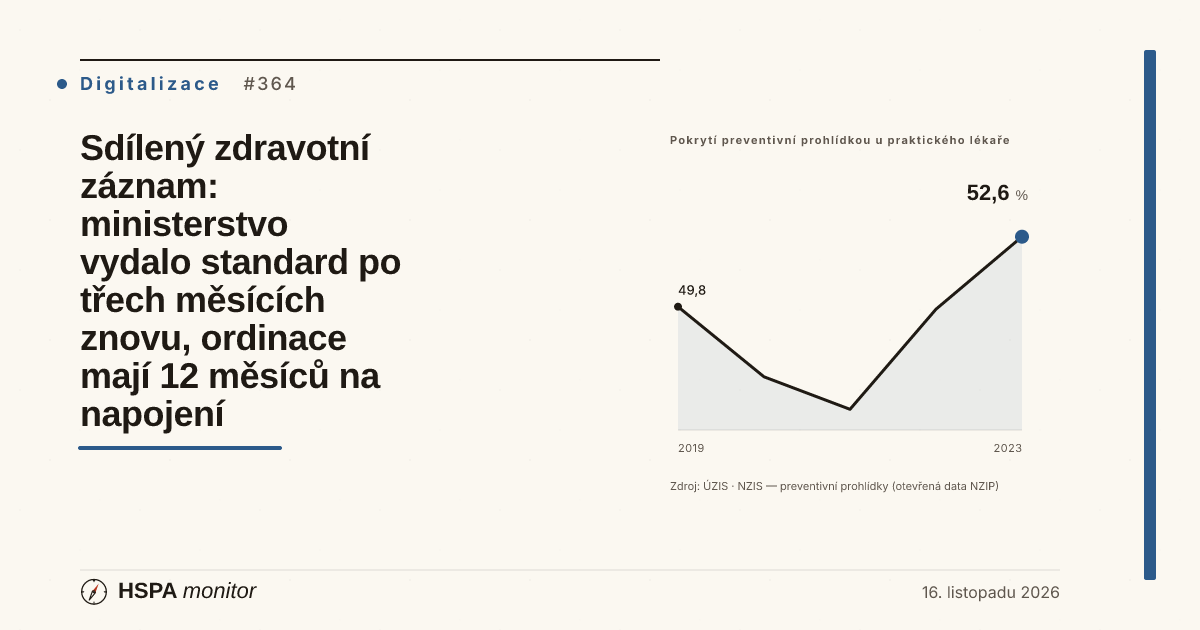 Digitalizace #364
Sdílený zdravotní
záznam:
ministerstvo
vydalo standard po
třech měsících
znovu, ordinace
mají 12 měsíců na
napojení
Pokrytí preventivní prohlídkou u praktického lékaře
52,6 %
49,8
2019 2023
Zdroj: ÚZIS · NZIS — preventivní prohlídky (otevřená data NZIP)
HSPA monitor
16. listopadu 2026